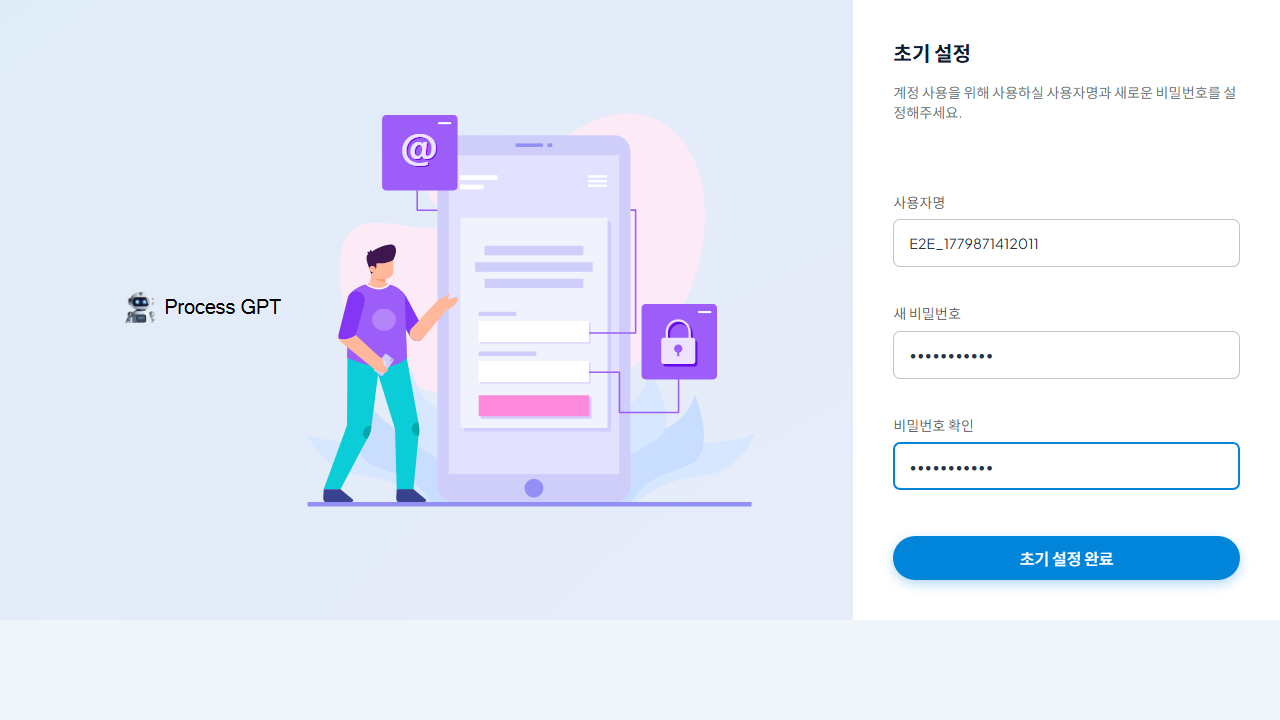 초기 설정
계정 사용을 위해 사용하실 사용자명과 새로운 비밀번호를 설
정해주세요.
@
Process GPT
사용자명
E2E_1779871412011
새 비밀번호
•••••••••••
비밀번호 확인
•••••••••••
초기 설정 완료